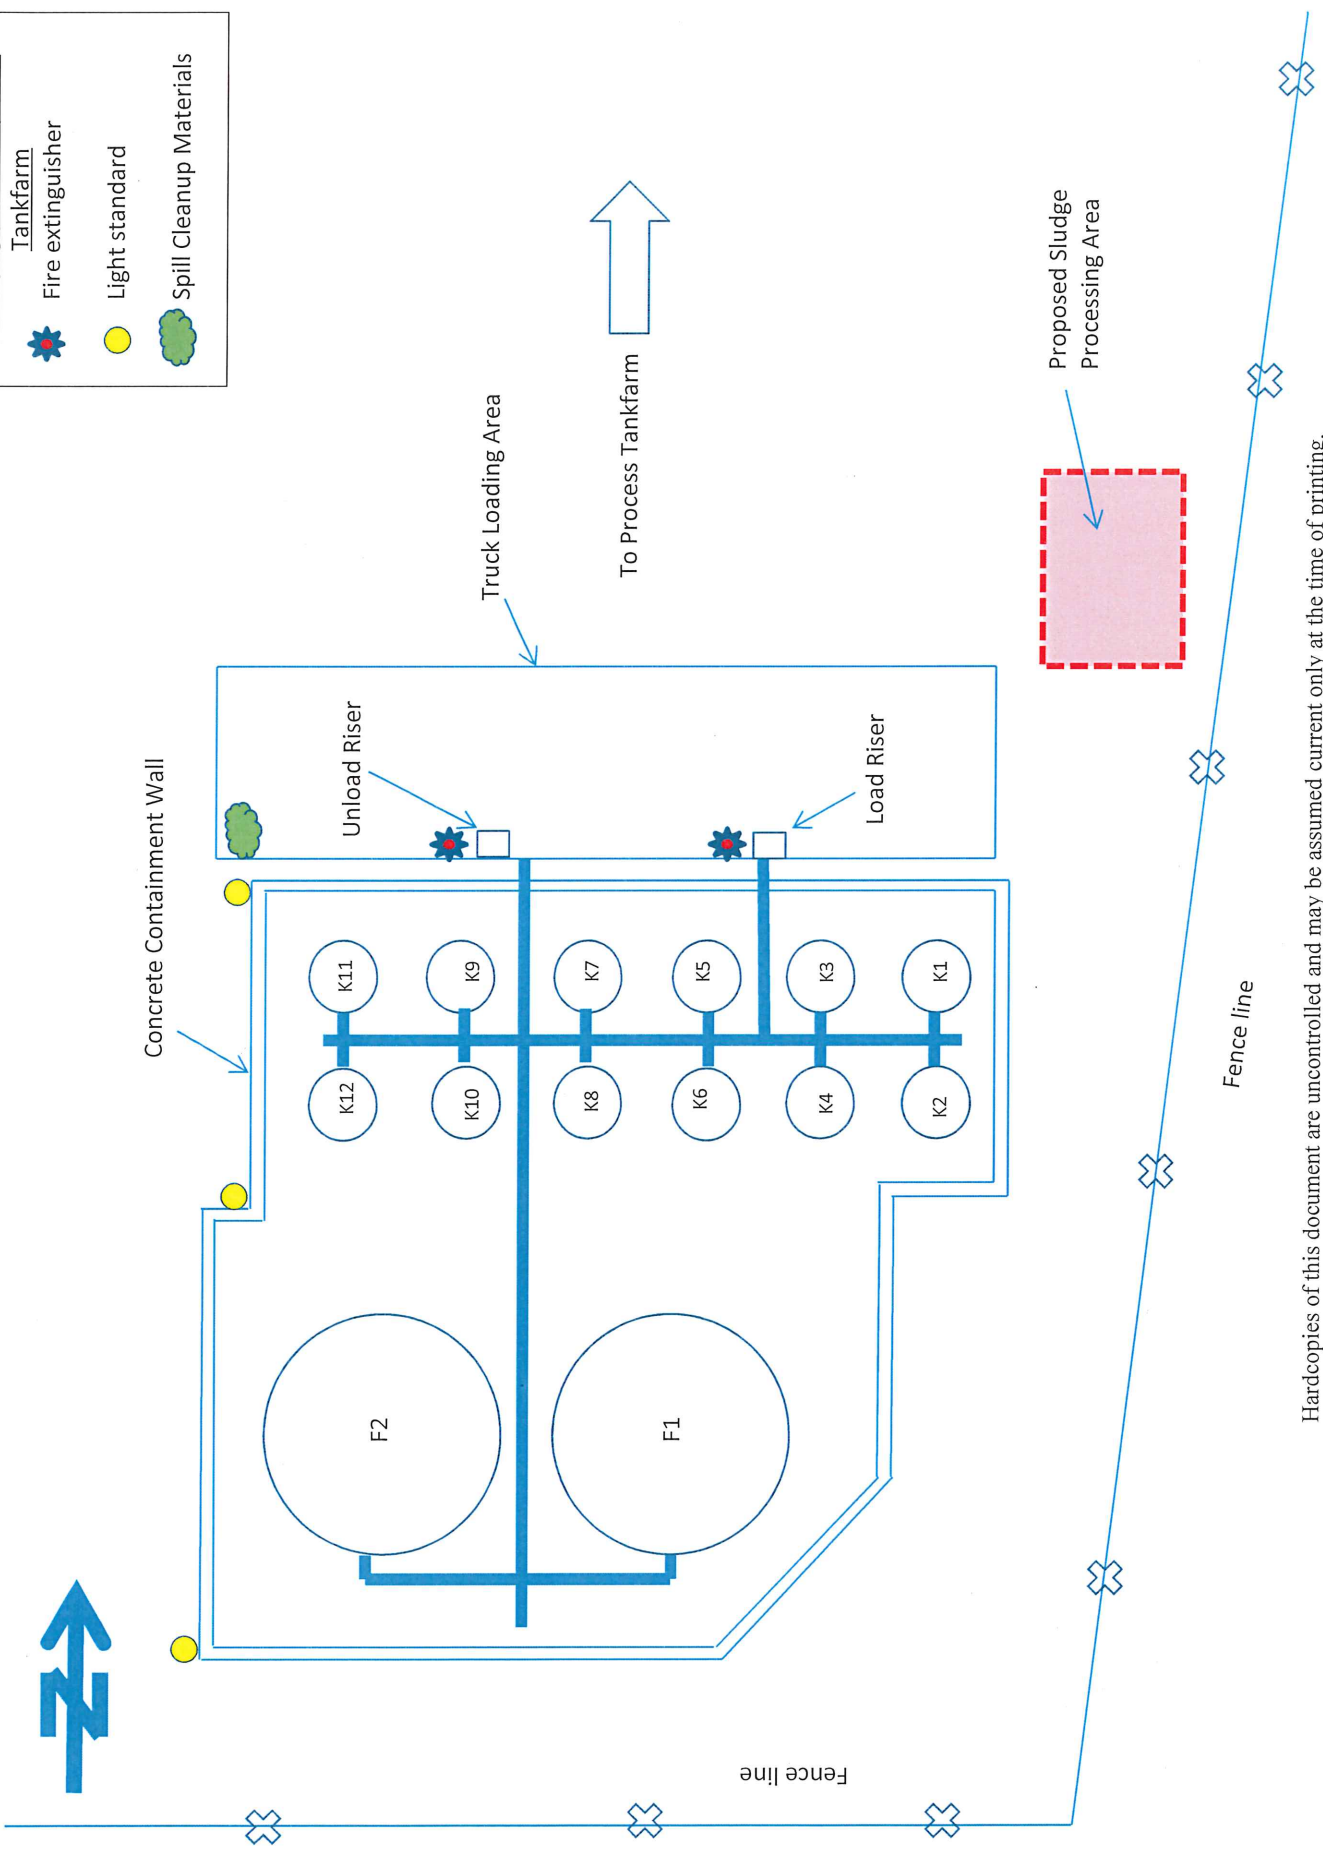 Tankfarm
Fire extinguisher
Light standard
Spill Cleanup Materials
N
Concrete Containment Wall
Unload Riser
Truck Loading Area
To Process Tankfarm
Load Riser
Proposed Sludge
Processing Area
K11
K9
K7
K5
K3
K1
K12
K10
K8
K6
K4
K2
F2
F1
Fence line
Fence line
Hardcopies of this document are uncontrolled and may be assumed current only at the time of printing.